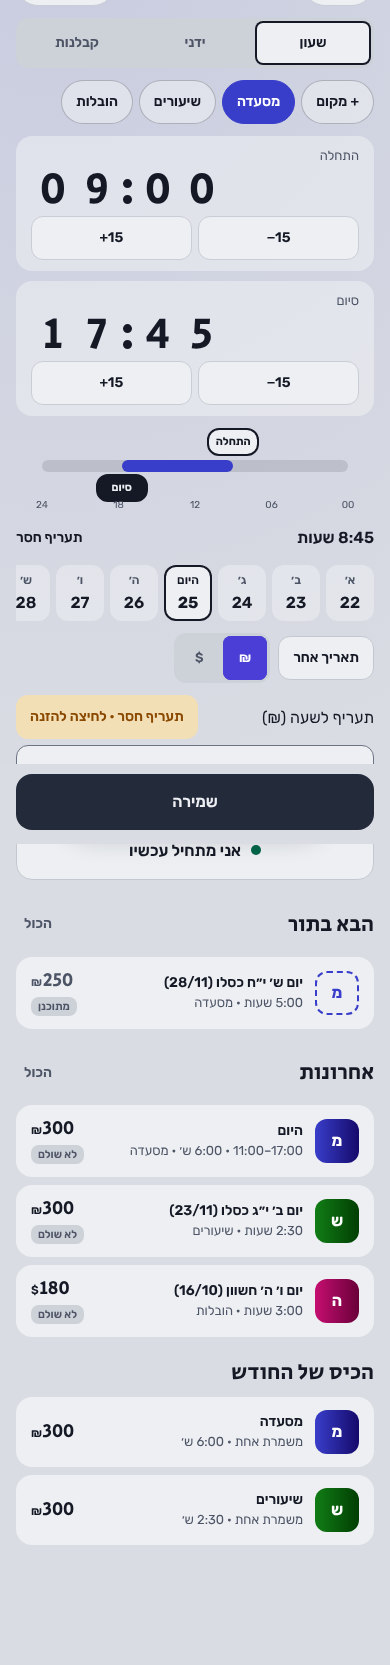 שעון ידני קבלנות
+ מקום מסעדה שיעורים הובלות
התחלה
09:00
−15 +15
סיום
17:45
−15 +15
התחלה
סיום
00 06 12 18 24
8:45 שעות תעריף חסר
א׳ ב׳ ג׳ היום ה׳ ו׳ ש׳
22 23 24 25 26 27 28
תאריך אחר ₪ $
תעריף לשעה (₪) תעריף חסר · לחיצה להזנה
שמירה
אני מתחיל עכשיו
הבא בתור הכול
מ
יום ש׳ י״ח כסלו (28/11) ₪250
5:00 שעות · מסעדה מתוכנן
אחרונות הכול
מ
היום ₪300
11:00–17:00 · 6:00 ש׳ · מסעדה לא שולם
ש
יום ב׳ י״ג כסלו (23/11) ₪300
2:30 שעות · שיעורים לא שולם
ה
יום ו׳ ה׳ חשוון (16/10) $180
3:00 שעות · הובלות לא שולם
הכיס של החודש
מ
מסעדה ₪300
משמרת אחת · 6:00 ש׳
ש
שיעורים ₪300
משמרת אחת · 2:30 ש׳